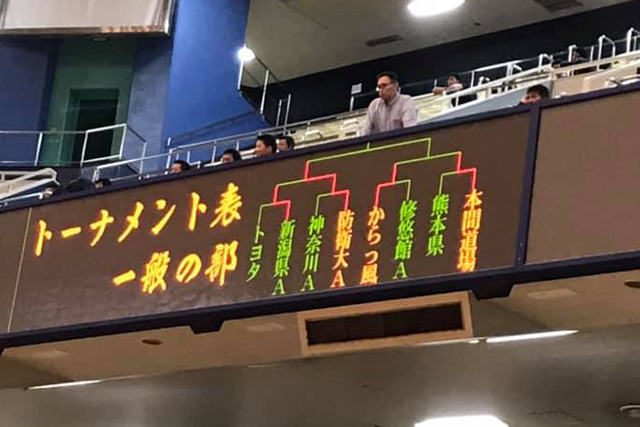 トーナメント表
一般の部
トヨタ
新潟県A
神奈川A
防衛大A
からつ風
修悠館A
熊本県
本間道場